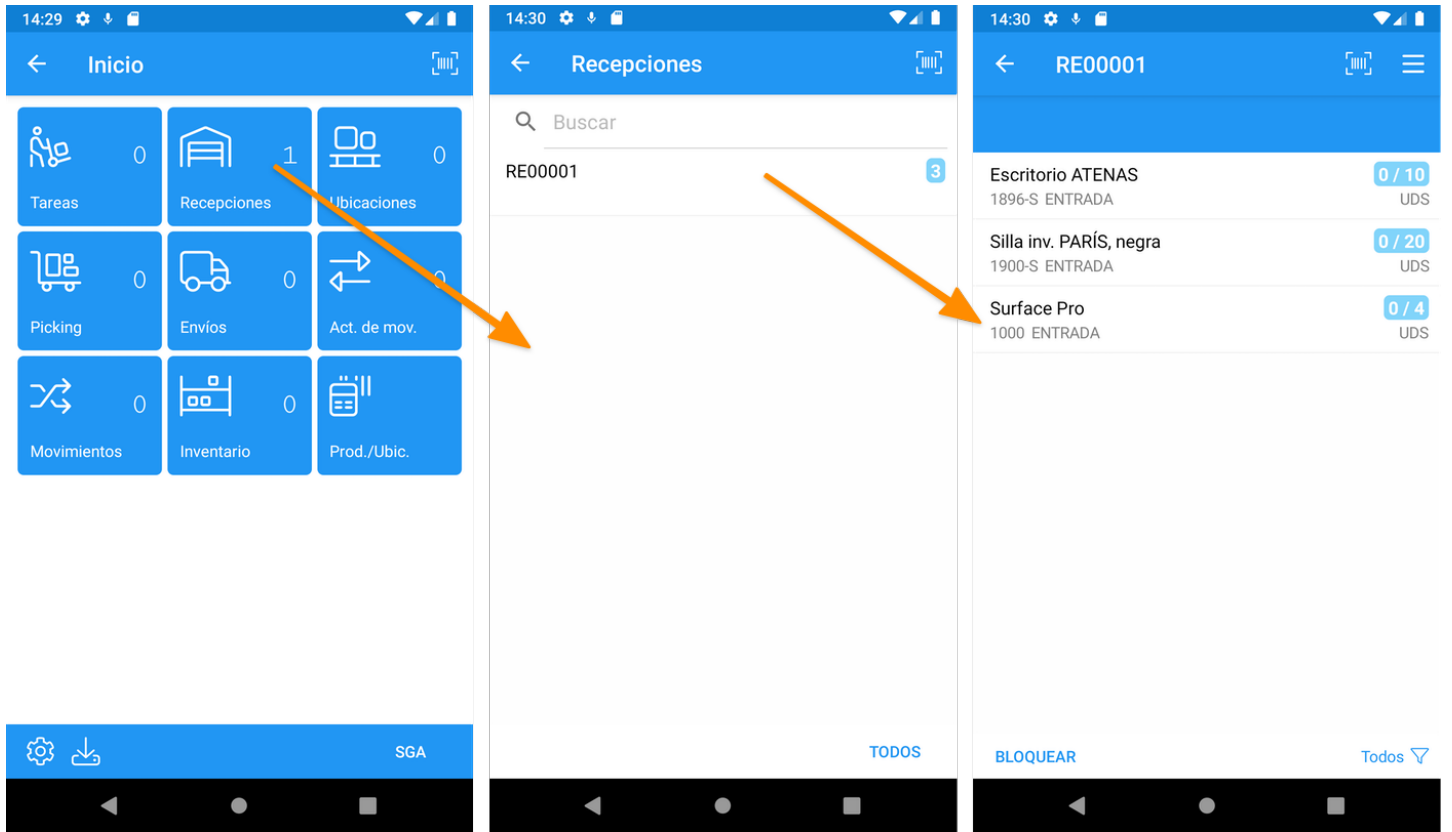 14:29
Inicio
0
1
0
Tareas
Recepciones
Ubicaciones
0
0
0
Picking
Envíos
Act. de mov.
0
0
Movimientos
Inventario
Prod./Ubic.
SGA
14:30
Recepciones
Buscar
RE00001
3
TODOS
14:30
RE00001
Escritorio ATENAS
0 / 10
1896-S ENTRADA
UDS
Silla inv. PARÍS, negra
0 / 20
1900-S ENTRADA
UDS
Surface Pro
0 / 4
1000 ENTRADA
UDS
BLOQUEAR
Todos